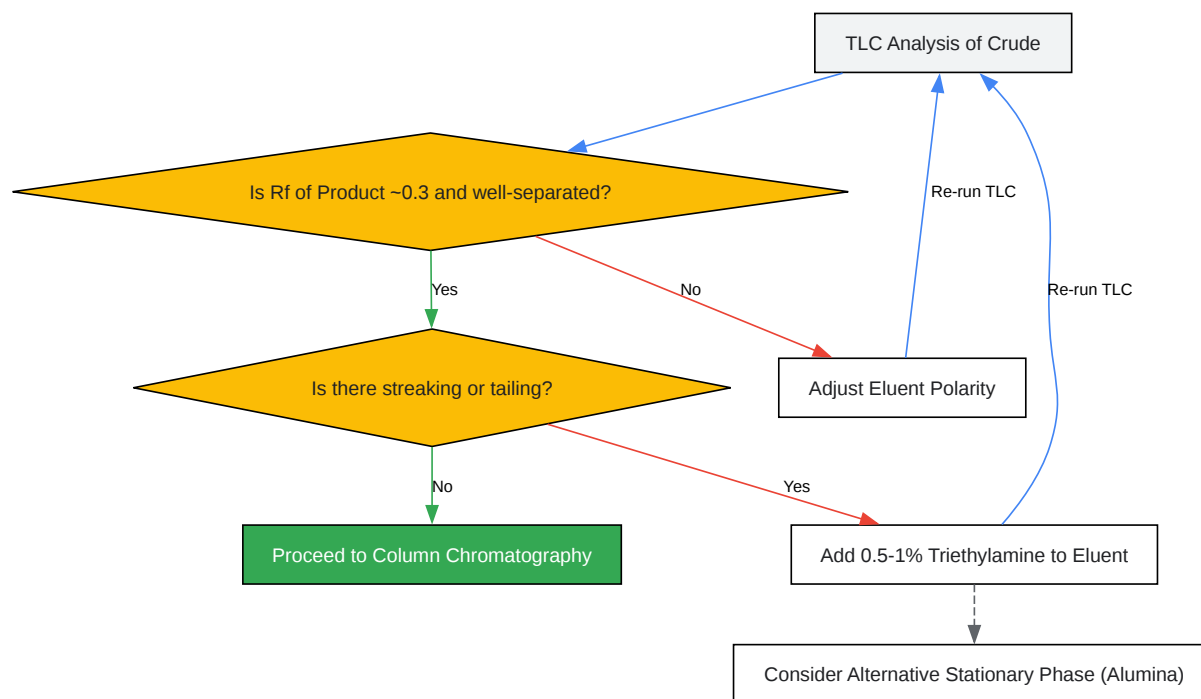 TLC Analysis of Crude
Is Rf of Product ~0.3 and well-separated?
Re-run TLC
Yes
No
Re-run TLC
Is there streaking or tailing?
Adjust Eluent Polarity
No
Yes
Proceed to Column Chromatography
Add 0.5-1% Triethylamine to Eluent
Consider Alternative Stationary Phase (Alumina)